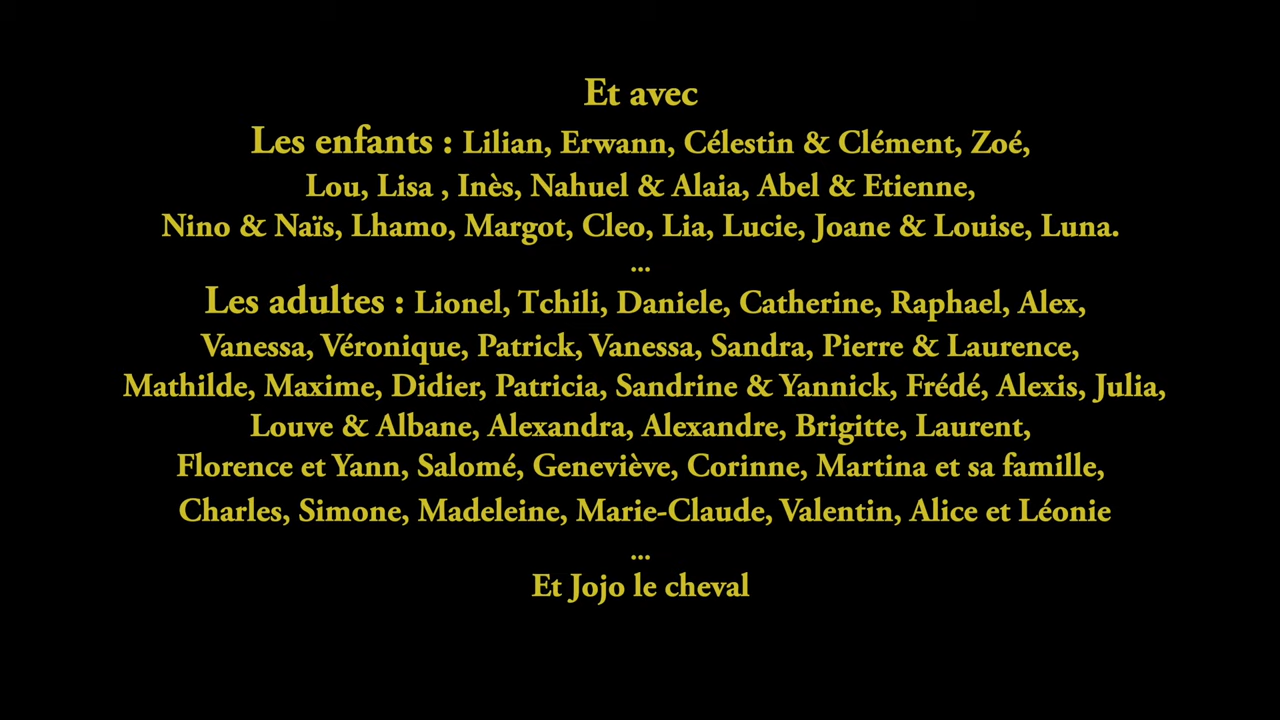 Et avec
Les enfants : Lilian, Erwann, Célestin & Clément, Zoé,
Lou, Lisa , Inès, Nahuel & Alaia, Abel & Etienne,
Nino & Naïs, Lhamo, Margot, Cleo, Lia, Lucie, Joane & Louise, Luna.
...
Les adultes : Lionel, Tchili, Daniele, Catherine, Raphael, Alex,
Vanessa, Véronique, Patrick, Vanessa, Sandra, Pierre & Laurence,
Mathilde, Maxime, Didier, Patricia, Sandrine & Yannick, Frédé, Alexis, Julia,
Louve & Albane, Alexandra, Alexandre, Brigitte, Laurent,
Florence et Yann, Salomé, Geneviève, Corinne, Martina et sa famille,
Charles, Simone, Madeleine, Marie-Claude, Valentin, Alice et Léonie
...
Et Jojo le cheval